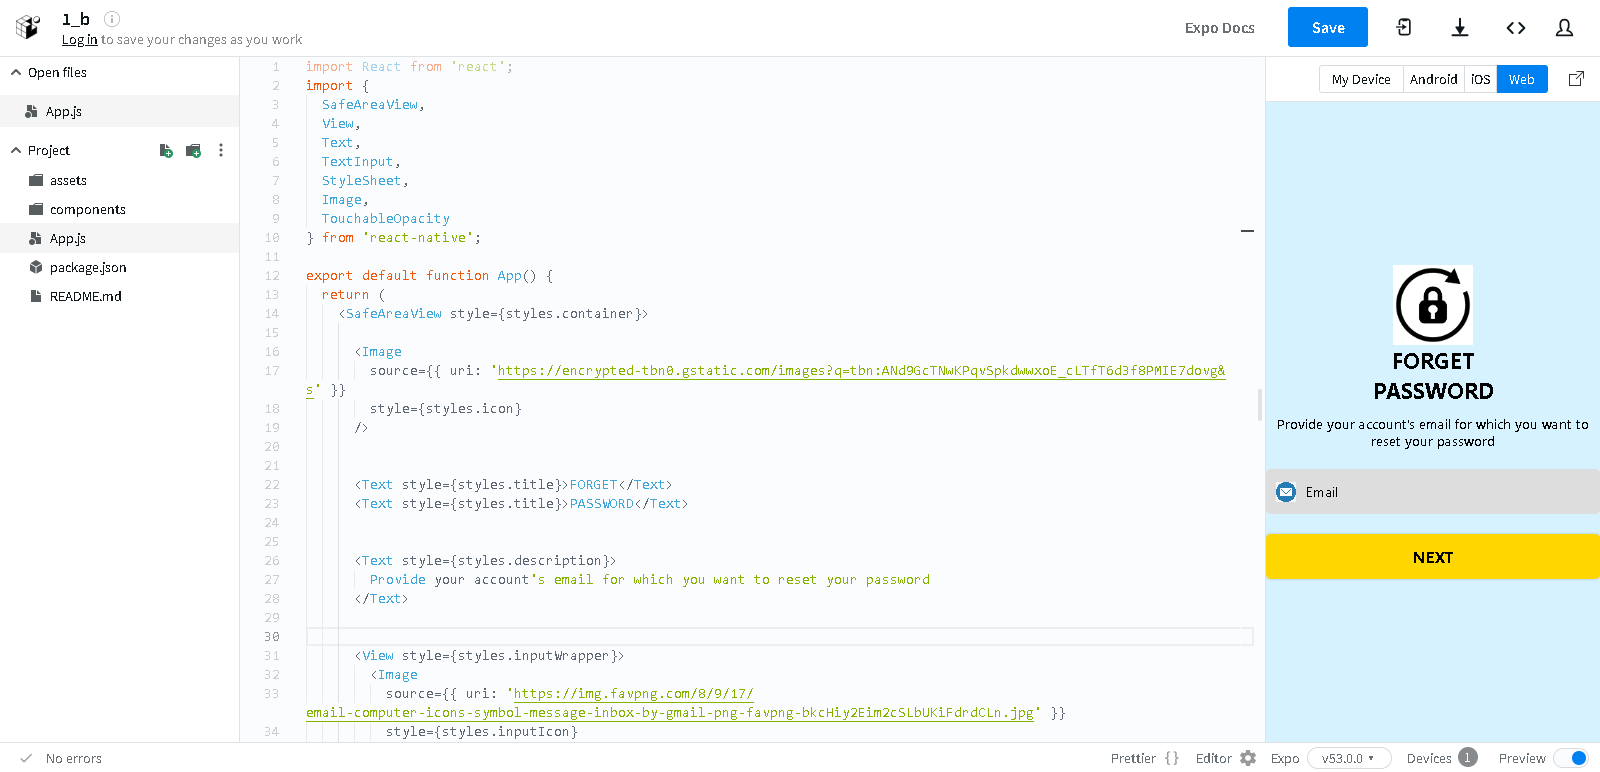 1_b
Log in to save your changes as you work
Expo Docs
Save
Open files
App.js
Project
assets
components
App.js
package.json
README.md
1 import React from 'react';
2 import {
3 SafeAreaView,
4 View,
5 Text,
6 TextInput,
7 StyleSheet,
8 Image,
9 TouchableOpacity
10 } from 'react-native';
11
12 export default function App() {
13 return (
14 <SafeAreaView style={styles.container}>
15
16 <Image
17 source={{ uri: 'https://encrypted-tbn0.gstatic.com/images?q=tbn:ANd9GcTNwKPqvSpkdwwxoE_cLTfT6d3f8PMIE7dovg&
s' }}
18 style={styles.icon}
19 />
20
21
22 <Text style={styles.title}>FORGET</Text>
23 <Text style={styles.title}>PASSWORD</Text>
24
25
26 <Text style={styles.description}>
27 Provide your account's email for which you want to reset your password
28 </Text>
29
30
31 <View style={styles.inputWrapper}>
32 <Image
33 source={{ uri: 'https://img.favpng.com/8/9/17/
email-computer-icons-symbol-message-inbox-by-gmail-png-favpng-bkcHiy2Eim2cSLbUKiFdrdCLn.jpg' }}
34 style={styles.inputIcon}
My Device
Android
iOS
Web
FORGET
PASSWORD
Provide your account's email for which you want to
reset your password
Email
NEXT
No errors
Prettier { }
Editor
Expo
v53.0.0
Devices 1
Preview